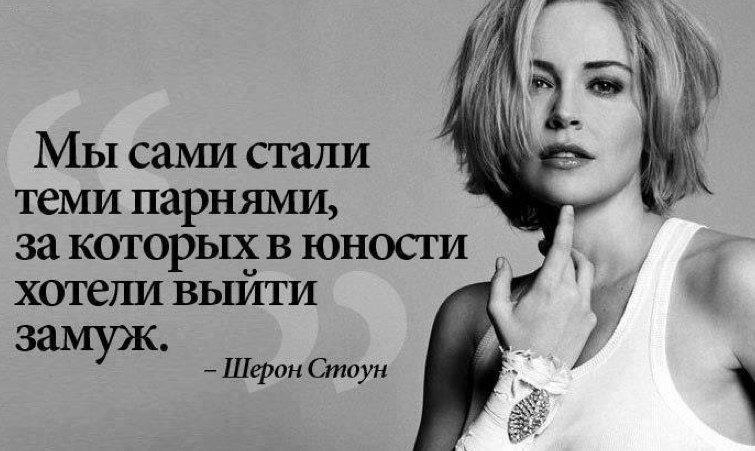 Мы сами стали
теми парнями,
за которых в юности
хотели выйти
замуж.
– Шерон Стоун